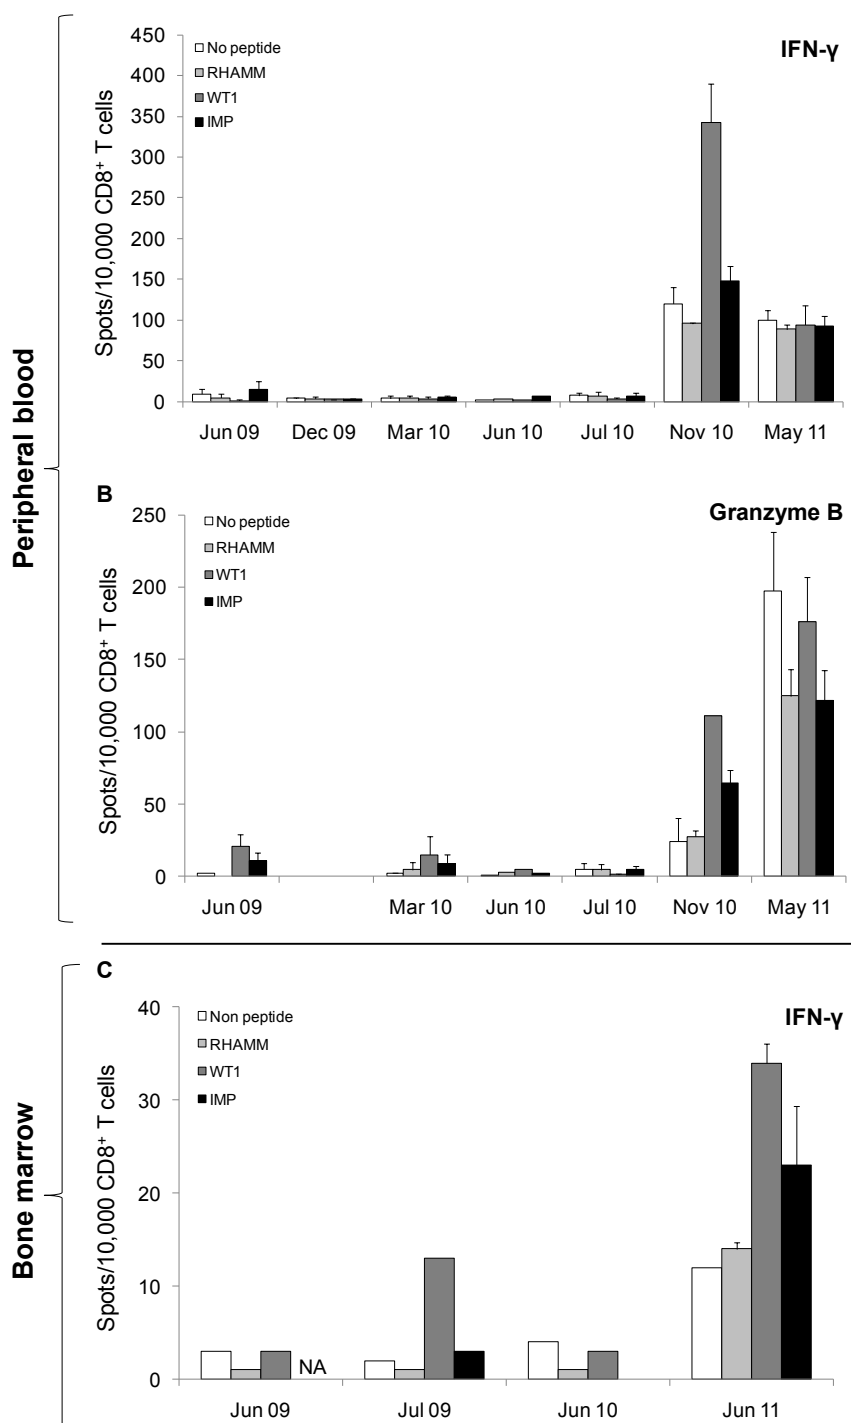 Peripheral blood
IFN-γ
No peptide
RHAMM
WT1
IMP
Spots/10,000 CD8⁺ T cells
450
400
350
300
250
200
150
100
50
0
Jun 09 Dec 09 Mar 10 Jun 10 Jul 10 Nov 10 May 11
B
Granzyme B
No peptide
RHAMM
WT1
IMP
Spots/10,000 CD8⁺ T cells
250
200
150
100
50
0
Jun 09 Mar 10 Jun 10 Jul 10 Nov 10 May 11
Bone marrow
C
IFN-γ
Non peptide
RHAMM
WT1
IMP
Spots/10,000 CD8⁺ T cells
40
30
20
10
0
NA
Jun 09 Jul 09 Jun 10 Jun 11